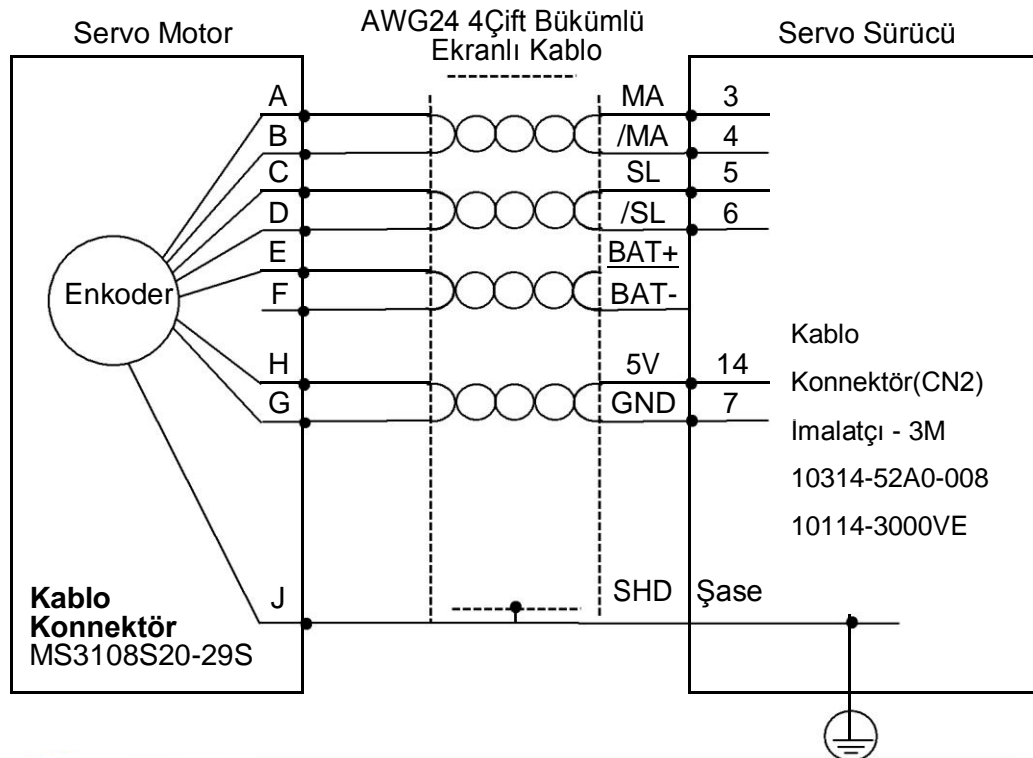 Servo Motor
AWG24 4Çift Bükümlü
Ekranlı Kablo
Servo Sürücü
A
MA
3
B
/MA
4
C
SL
5
D
/SL
6
E
BAT+
F
BAT-
Enkoder
H
5V
14
G
GND
7
Kablo
Konnektör(CN2)
İmalatçı - 3M
10314-52A0-008
10114-3000VE
J
SHD
Şase
Kablo
Konnektör
MS3108S20-29S